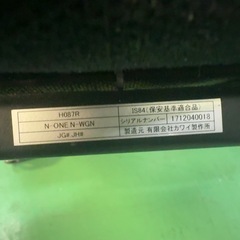 H087R
IS84(保安基準適合品)
N-ONE N-WGN
シリアルナンバー 1712040018
JG#,JH#
製造元 有限会社カワイ製作所